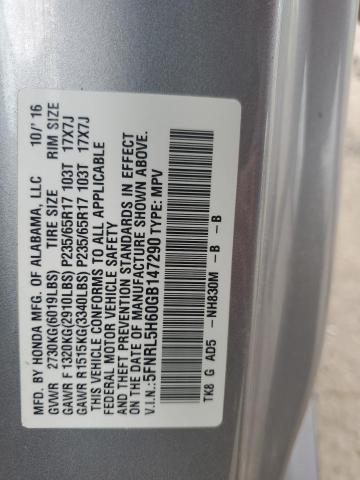 MFD. BY HONDA MFG. OF ALABAMA, LLC 10/'16
GVWR 2730KG(6019LBS) TIRE SIZE RIM SIZE
GAWR F 1320KG(2910LBS) P235/65R17 103T 17X7J
GAWR R 1515KG(3340LBS) P235/65R17 103T 17X7J
THIS VEHICLE CONFORMS TO ALL APPLICABLE
FEDERAL MOTOR VEHICLE SAFETY
AND THEFT PREVENTION STANDARDS IN EFFECT
ON THE DATE OF MANUFACTURE SHOWN ABOVE.
V.I.N.:5FNRL5H60GB147290 TYPE: MPV
TK8 G AD5 -NH830M -B -B